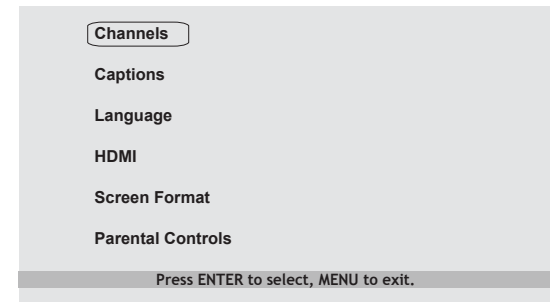 Channels
Captions
Language
HDMI
Screen Format
Parental Controls
Press ENTER to select, MENU to exit.